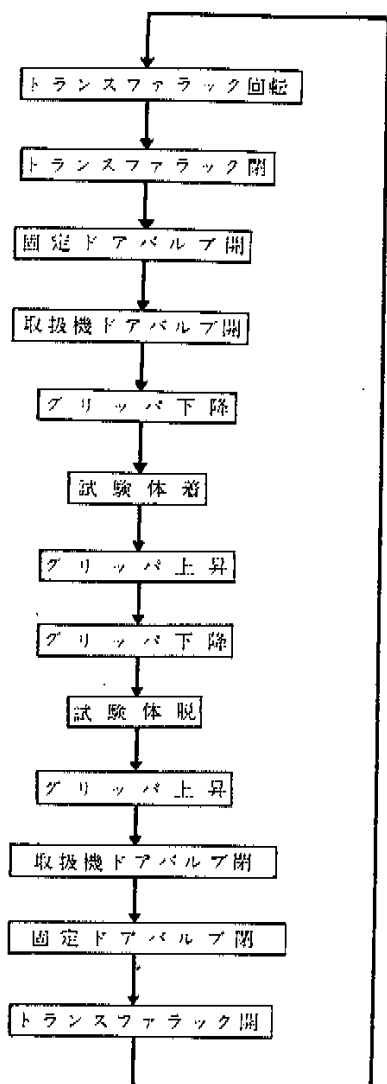 トランスファラック回転
トランスファラック閉
固定ドアバルブ開
取扱機ドアバルブ開
グリッパ下降
試験体着
グリッパ上昇
グリッパ下降
試験体脱
グリッパ上昇
取扱機ドアバルブ閉
固定ドアバルブ閉
トランスファラック開